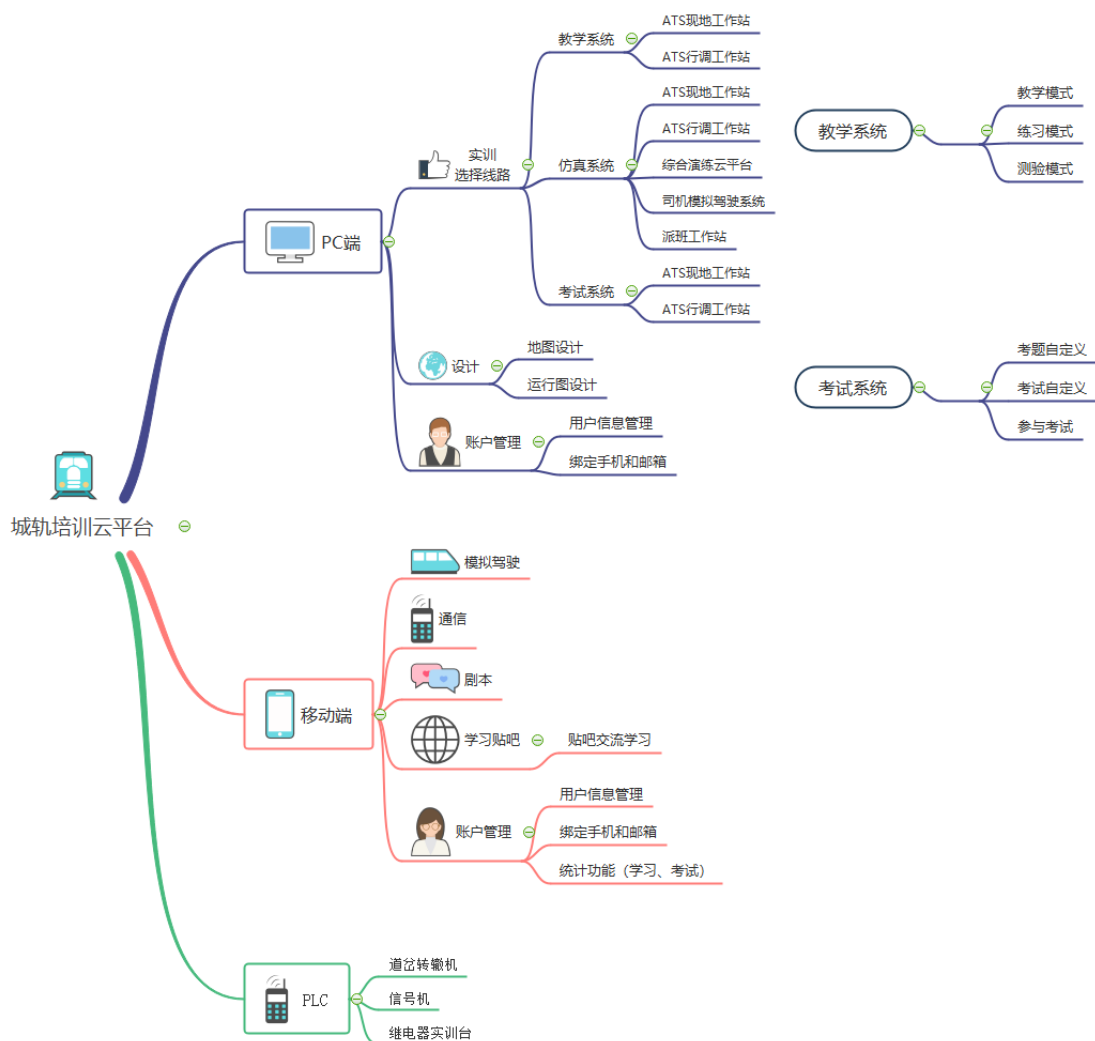 城轨培训云平台
PC端
实训
选择线路
教学系统
ATS现地工作站
ATS行调工作站
仿真系统
ATS现地工作站
ATS行调工作站
综合演练云平台
司机模拟驾驶系统
派班工作站
考试系统
ATS现地工作站
ATS行调工作站
设计
地图设计
运行图设计
账户管理
用户信息管理
绑定手机和邮箱
移动端
模拟驾驶
通信
剧本
学习贴吧
贴吧交流学习
账户管理
用户信息管理
绑定手机和邮箱
统计功能（学习、考试）
PLC
道岔转辙机
信号机
继电器实训台
教学系统
教学模式
练习模式
测验模式
考试系统
考题自定义
考试自定义
参与考试